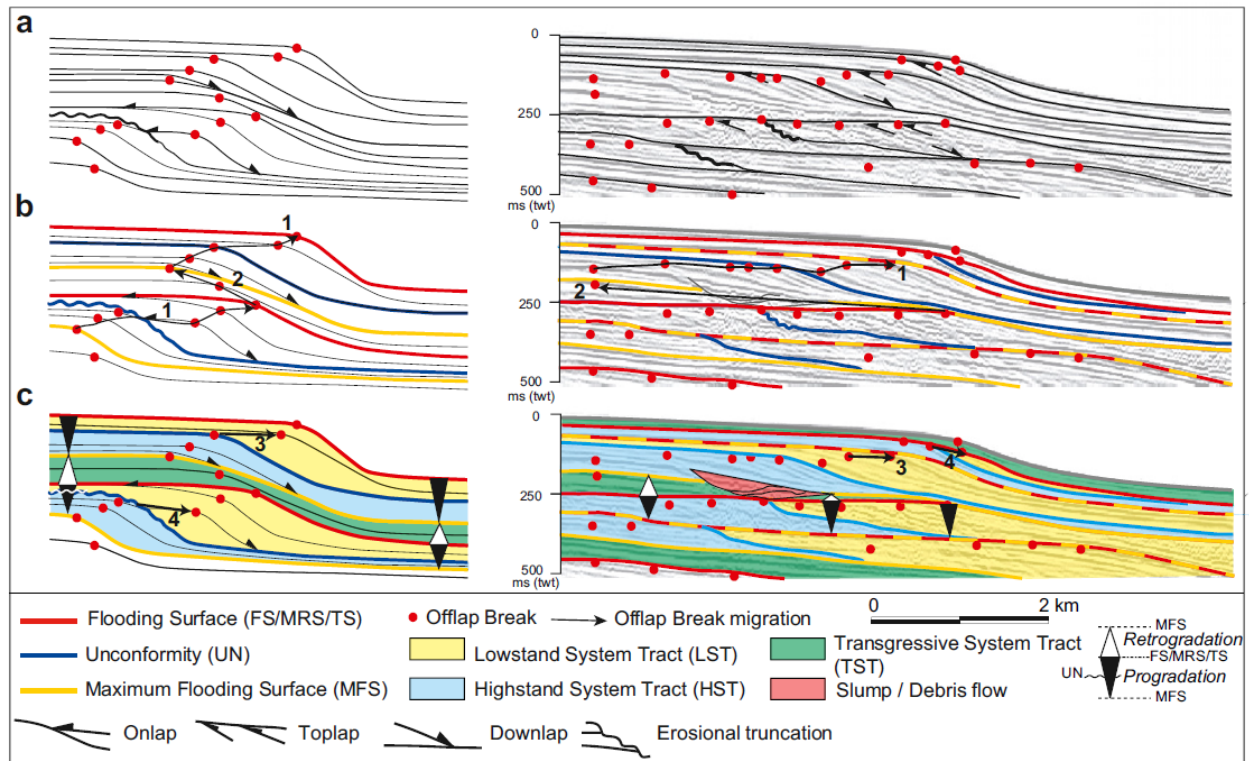 a
0
250
500
ms (twt)
b
1
2
1
0
1
2
250
500
ms (twt)
c
3
4
0
3
4
250
500
ms (twt)
Flooding Surface (FS/MRS/TS)
Offlap Break
Offlap Break migration
0
2 km
Unconformity (UN)
Lowstand System Tract (LST)
Transgressive System Tract
(TST)
Maximum Flooding Surface (MFS)
Highstand System Tract (HST)
Slump / Debris flow
MFS
Retrogradation
FS/MRS/TS
UN
Progradation
MFS
Onlap
Toplap
Downlap
Erosional truncation